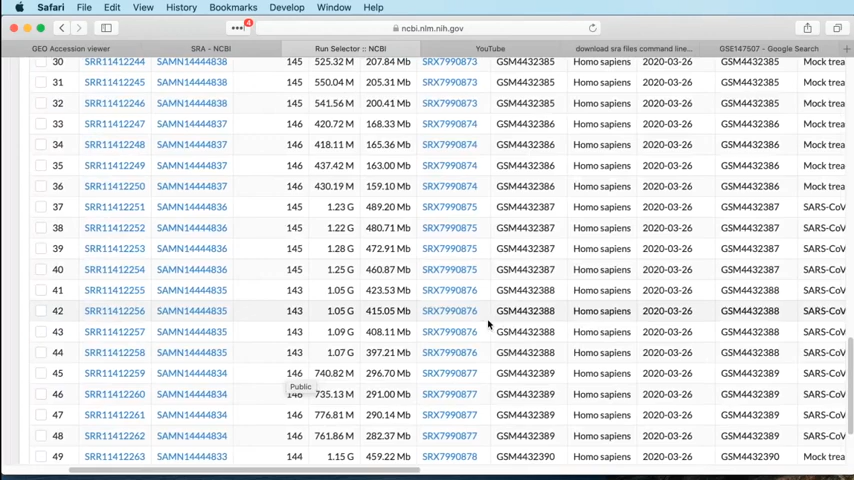 Safari File Edit View History Bookmarks Develop Window Help
4
ncbi.nlm.nih.gov
GEO Accession viewer SRA - NCBI Run Selector :: NCBI YouTube download sra files command line... GSE147507 - Google Search
30 SRR11412244 SAMN14444838 145 525.32 M 207.84 Mb SRX7990873 GSM4432385 Homo sapiens 2020-03-26 GSM4432385 Mock trea
31 SRR11412245 SAMN14444838 145 550.04 M 205.31 Mb SRX7990873 GSM4432385 Homo sapiens 2020-03-26 GSM4432385 Mock trea
32 SRR11412246 SAMN14444838 145 541.56 M 200.41 Mb SRX7990873 GSM4432385 Homo sapiens 2020-03-26 GSM4432385 Mock trea
33 SRR11412247 SAMN14444837 146 420.72 M 168.33 Mb SRX7990874 GSM4432386 Homo sapiens 2020-03-26 GSM4432386 Mock trea
34 SRR11412248 SAMN14444837 146 418.11 M 165.36 Mb SRX7990874 GSM4432386 Homo sapiens 2020-03-26 GSM4432386 Mock trea
35 SRR11412249 SAMN14444837 146 437.42 M 163.00 Mb SRX7990874 GSM4432386 Homo sapiens 2020-03-26 GSM4432386 Mock trea
36 SRR11412250 SAMN14444837 146 430.19 M 159.10 Mb SRX7990874 GSM4432386 Homo sapiens 2020-03-26 GSM4432386 Mock trea
37 SRR11412251 SAMN14444836 145 1.23 G 489.20 Mb SRX7990875 GSM4432387 Homo sapiens 2020-03-26 GSM4432387 SARS-CoV
38 SRR11412252 SAMN14444836 145 1.22 G 480.71 Mb SRX7990875 GSM4432387 Homo sapiens 2020-03-26 GSM4432387 SARS-CoV
39 SRR11412253 SAMN14444836 145 1.28 G 472.91 Mb SRX7990875 GSM4432387 Homo sapiens 2020-03-26 GSM4432387 SARS-CoV
40 SRR11412254 SAMN14444836 145 1.25 G 460.87 Mb SRX7990875 GSM4432387 Homo sapiens 2020-03-26 GSM4432387 SARS-CoV
41 SRR11412255 SAMN14444835 143 1.05 G 423.53 Mb SRX7990876 GSM4432388 Homo sapiens 2020-03-26 GSM4432388 SARS-CoV
42 SRR11412256 SAMN14444835 143 1.05 G 415.05 Mb SRX7990876 GSM4432388 Homo sapiens 2020-03-26 GSM4432388 SARS-CoV
43 SRR11412257 SAMN14444835 143 1.09 G 408.11 Mb SRX7990876 GSM4432388 Homo sapiens 2020-03-26 GSM4432388 SARS-CoV
44 SRR11412258 SAMN14444835 143 1.07 G 397.21 Mb SRX7990876 GSM4432388 Homo sapiens 2020-03-26 GSM4432388 SARS-CoV
45 SRR11412259 SAMN14444834 146 740.82 M 296.70 Mb SRX7990877 GSM4432389 Homo sapiens 2020-03-26 GSM4432389 SARS-CoV
Public
46 SRR11412260 SAMN14444834 146 735.13 M 291.00 Mb SRX7990877 GSM4432389 Homo sapiens 2020-03-26 GSM4432389 SARS-CoV
47 SRR11412261 SAMN14444834 146 776.81 M 290.14 Mb SRX7990877 GSM4432389 Homo sapiens 2020-03-26 GSM4432389 SARS-CoV
48 SRR11412262 SAMN14444834 146 761.86 M 282.37 Mb SRX7990877 GSM4432389 Homo sapiens 2020-03-26 GSM4432389 SARS-CoV
49 SRR11412263 SAMN14444833 144 1.15 G 459.22 Mb SRX7990878 GSM4432390 Homo sapiens 2020-03-26 GSM4432390 Mock trea